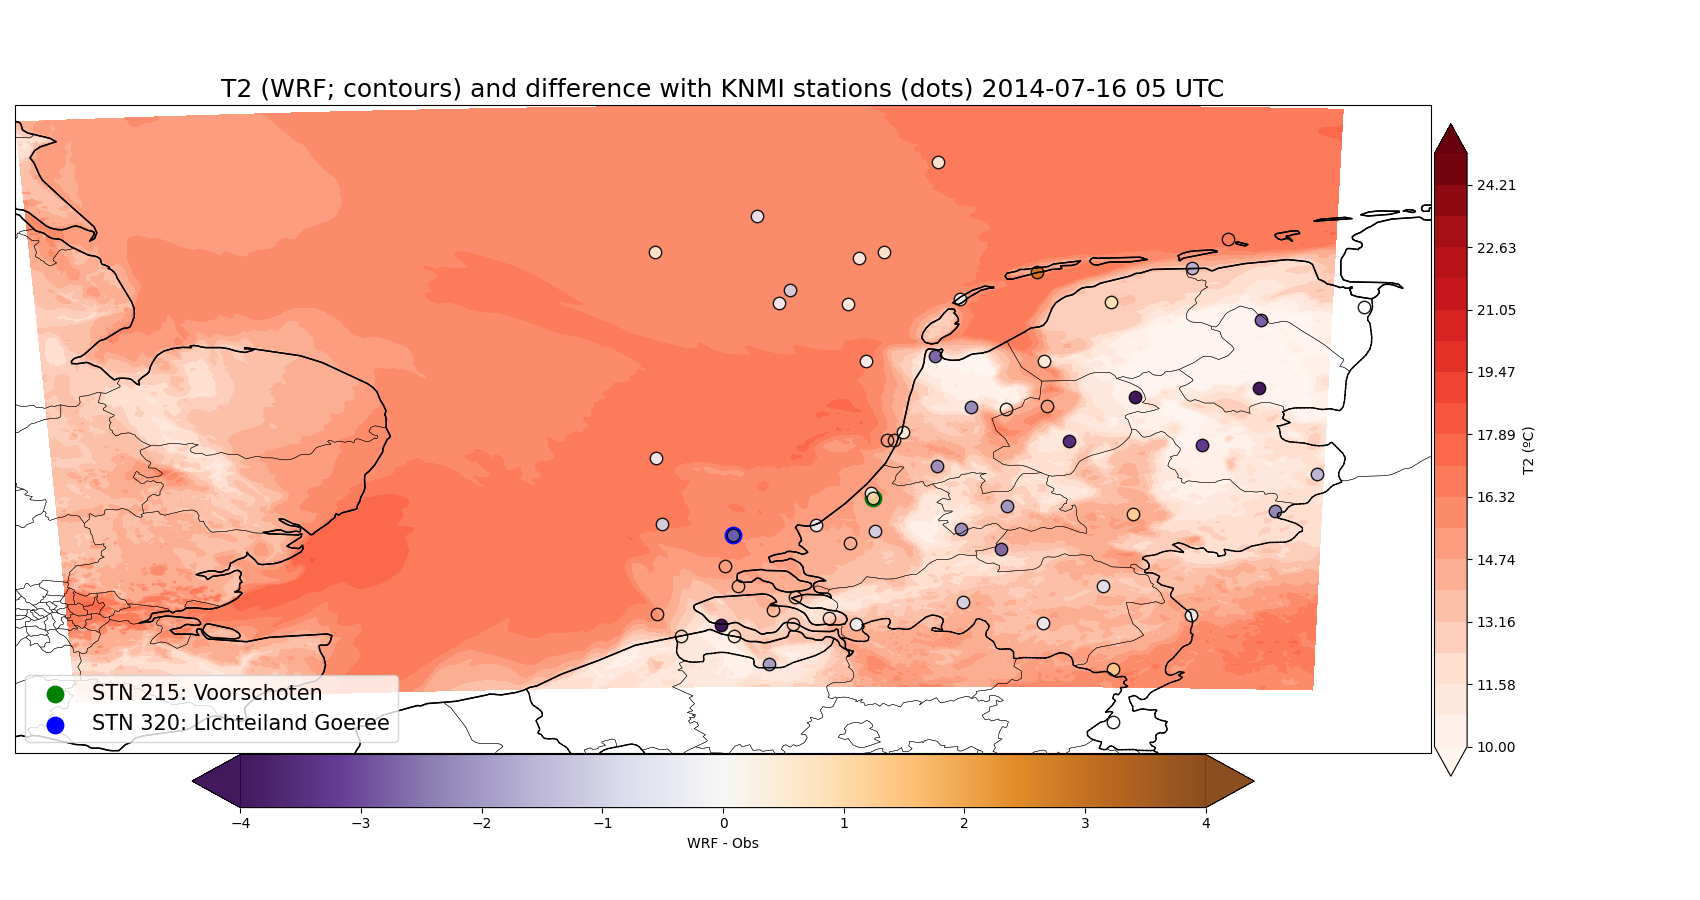 T2 (WRF; contours) and difference with KNMI stations (dots) 2014-07-16 05 UTC
24.21
22.63
21.05
19.47
17.89
16.32
14.74
13.16
11.58
10.00
T2 (ºC)
STN 215: Voorschoten
STN 320: Lichteiland Goeree
−4 −3 −2 −1 0 1 2 3 4
WRF - Obs